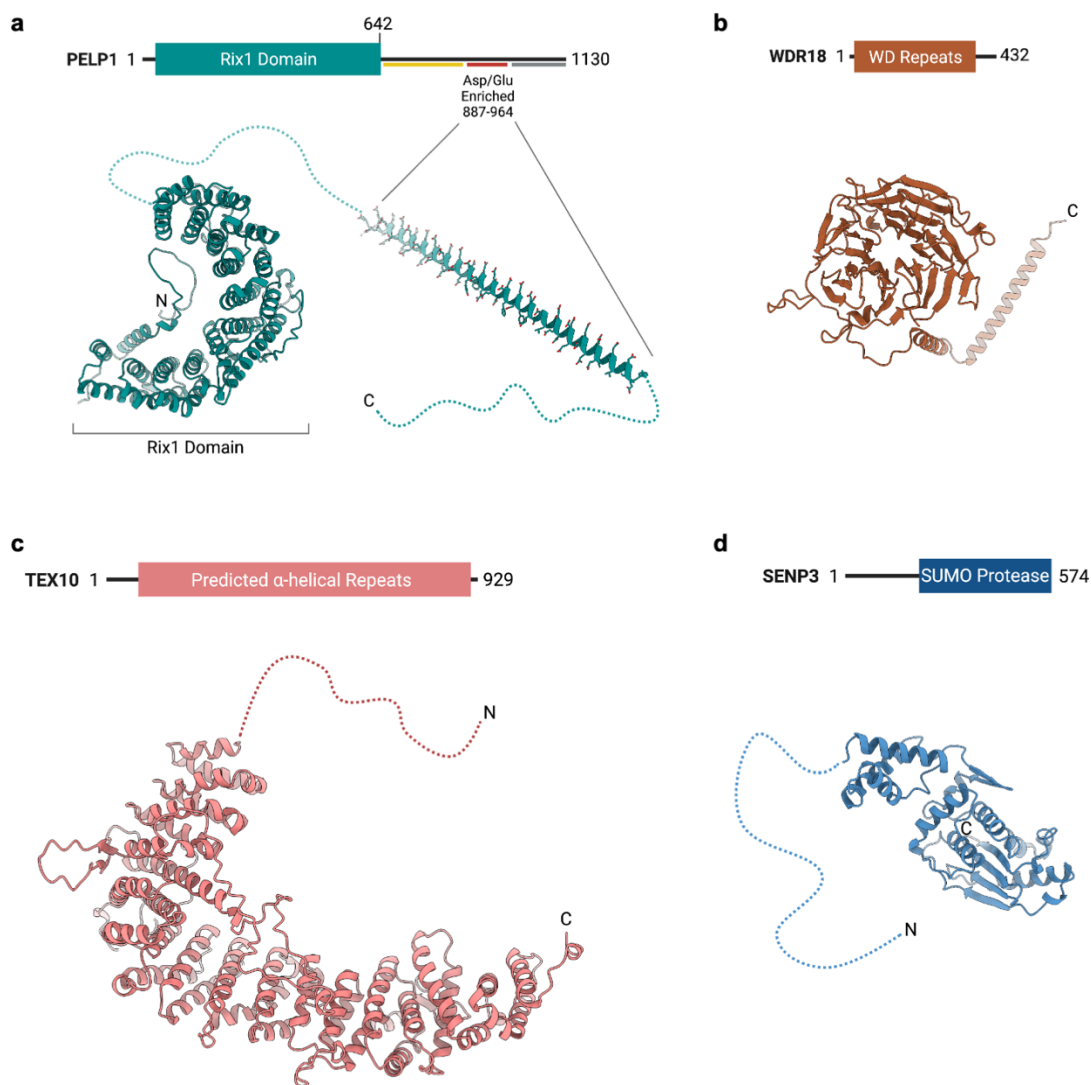 a
642
PELP1 1 Rix1 Domain 1130
Asp/Glu
Enriched
887-964
N
C
Rix1 Domain
b
WDR18 1 WD Repeats 432
C
c
TEX10 1 Predicted α-helical Repeats 929
N
C
d
SENP3 1 SUMO Protease 574
C
N